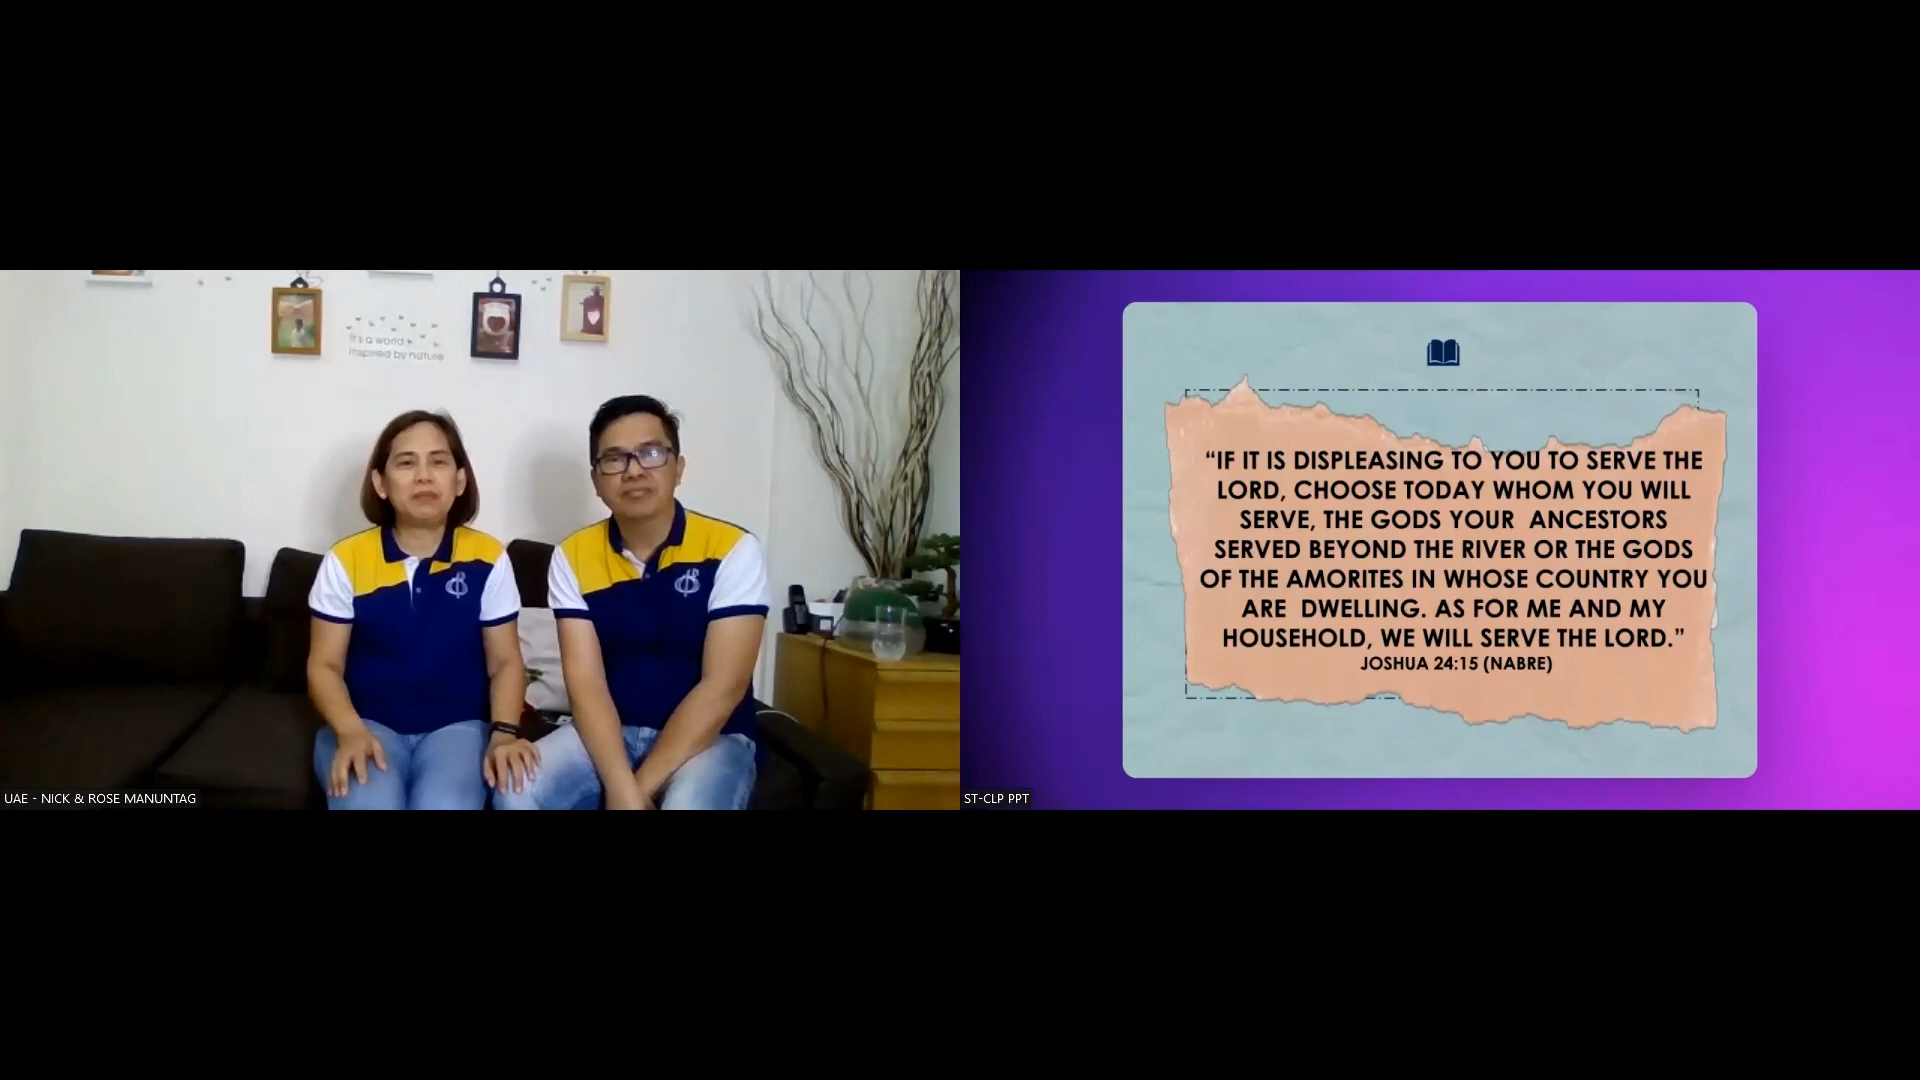 it's a world
inspired by nature
UAE - NICK & ROSE MANUNTAG
“IF IT IS DISPLEASING TO YOU TO SERVE THE
LORD, CHOOSE TODAY WHOM YOU WILL
SERVE, THE GODS YOUR ANCESTORS
SERVED BEYOND THE RIVER OR THE GODS
OF THE AMORITES IN WHOSE COUNTRY YOU
ARE DWELLING. AS FOR ME AND MY
HOUSEHOLD, WE WILL SERVE THE LORD.”
JOSHUA 24:15 (NABRE)
ST-CLP PPT